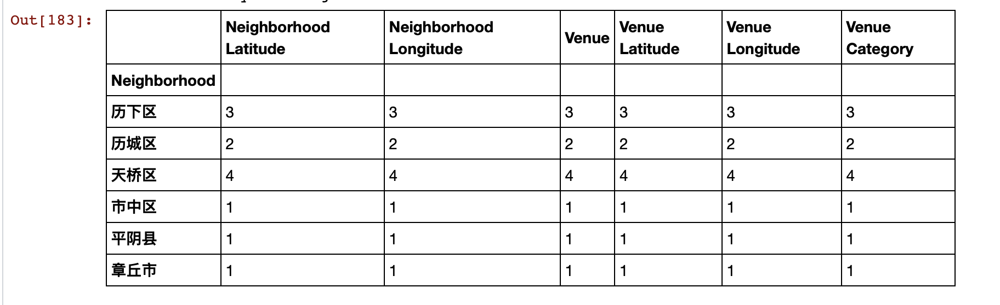 Out[183]:
Neighborhood Latitude Neighborhood Longitude Venue Venue Latitude Venue Longitude Venue Category
Neighborhood
历下区 3 3 3 3 3 3
历城区 2 2 2 2 2 2
天桥区 4 4 4 4 4 4
市中区 1 1 1 1 1 1
平阴县 1 1 1 1 1 1
章丘市 1 1 1 1 1 1